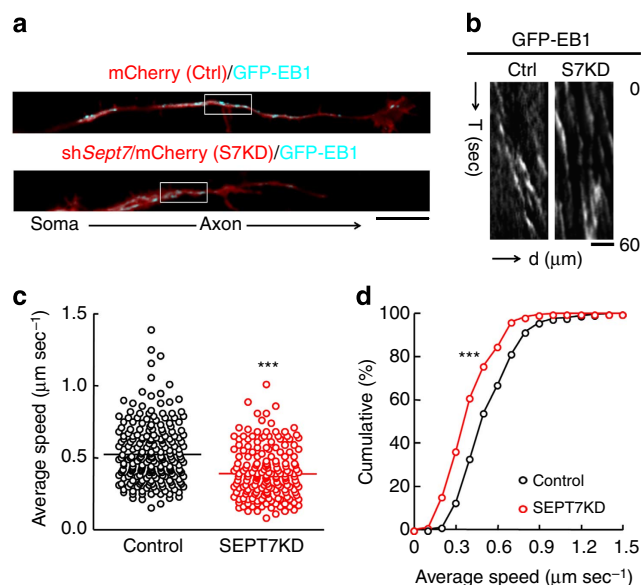 a
mCherry (Ctrl)/GFP-EB1
shSept7/mCherry (S7KD)/GFP-EB1
Soma
Axon
b
GFP-EB1
Ctrl S7KD
0
T (sec)
60
d (μm)
c
Average speed (μm sec⁻¹)
1.5
1.0
0.5
0.0
***
Control SEPT7KD
d
Cumulative (%)
100
80
60
40
20
0
***
Control
SEPT7KD
0 0.3 0.6 0.9 1.2 1.5
Average speed (μm sec⁻¹)